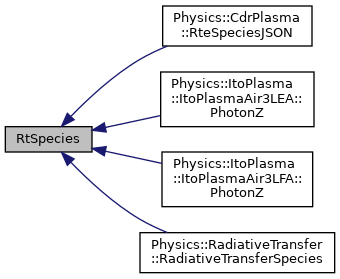 Physics::CdrPlasma
::RteSpeciesJSON
Physics::ItoPlasma
::ItoPlasmaAir3LEA::
PhotonZ
RtSpecies
Physics::ItoPlasma
::ItoPlasmaAir3LFA::
PhotonZ
Physics::RadiativeTransfer
::RadiativeTransferSpecies